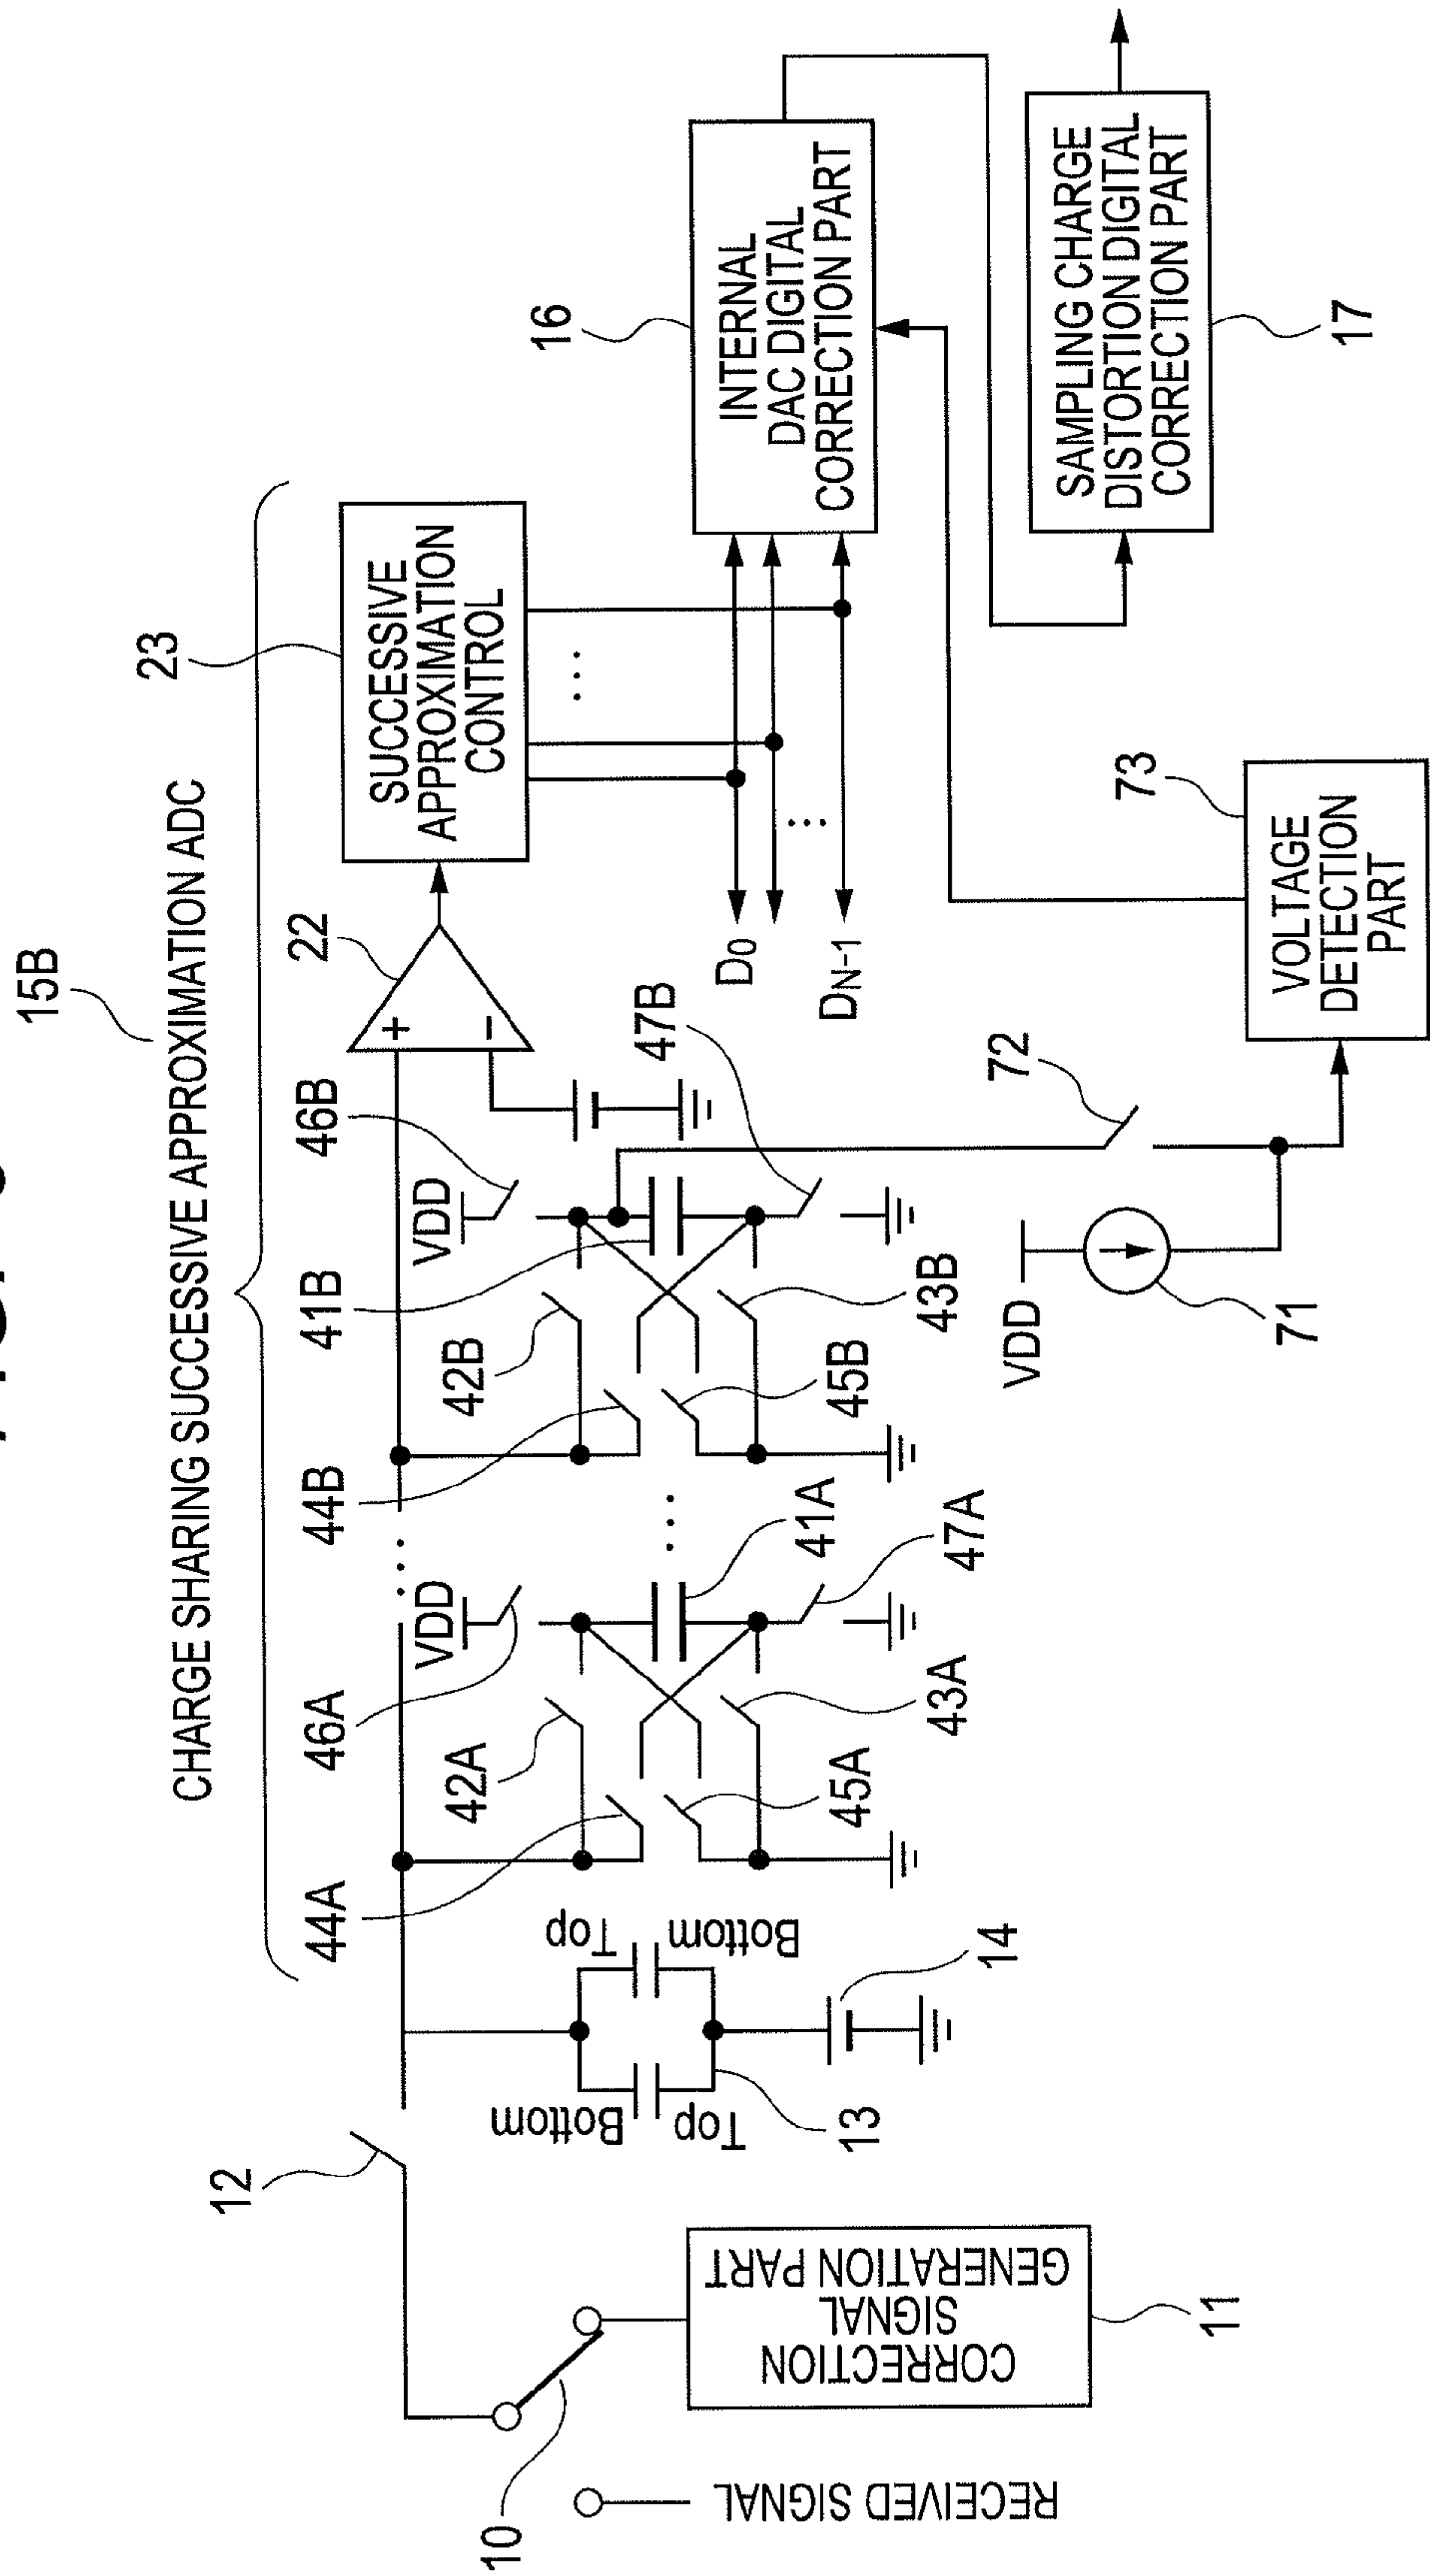 15B
CHARGE SHARING SUCCESSIVE APPROXIMATION ADC
23
SUCCESSIVE
APPROXIMATION
CONTROL
22
+
−
12
44A
46A
VDD
44B
41B
VDD
46B
42A
42B
47B
D0
DN-1
16
INTERNAL
DAC DIGITAL
CORRECTION PART
Bottom
Top
Top
Bottom
13
14
45A
43A
47A
41A
45B
43B
72
VDD
71
73
VOLTAGE
DETECTION
PART
SAMPLING CHARGE
DISTORTION DIGITAL
CORRECTION PART
17
10
RECEIVED SIGNAL
CORRECTION
SIGNAL
GENERATION PART
11